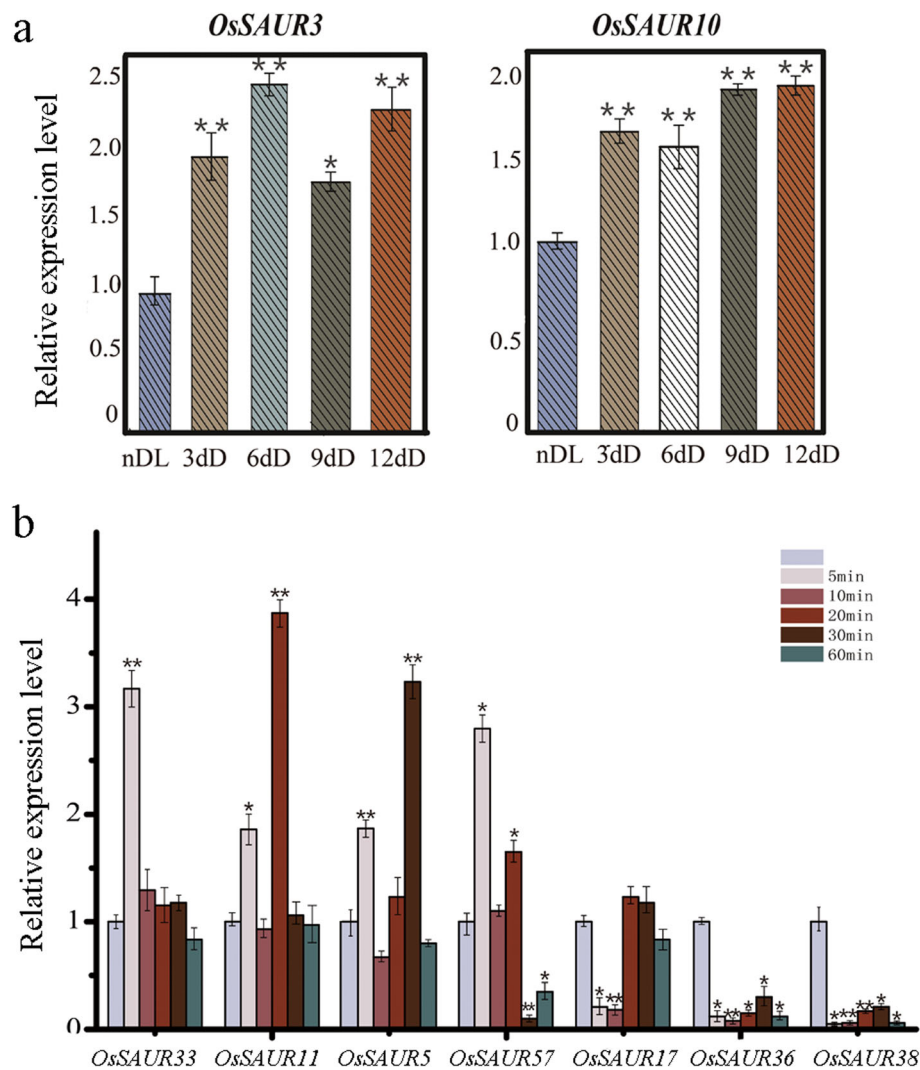 a
OsSAUR3
OsSAUR10
Relative expression level
2.5
2.0
1.5
1.0
0.5
0
** ** * **
nDL 3dD 6dD 9dD 12dD
2.0
1.5
1.0
0.5
0
** ** ** **
nDL 3dD 6dD 9dD 12dD
b
Relative expression level
4
3
2
1
0
5min
10min
20min
30min
60min
** * ** ** ** * * ** * * ** * ** * * * * ** ** * *
OsSAUR33 OsSAUR11 OsSAUR5 OsSAUR57 OsSAUR17 OsSAUR36 OsSAUR38